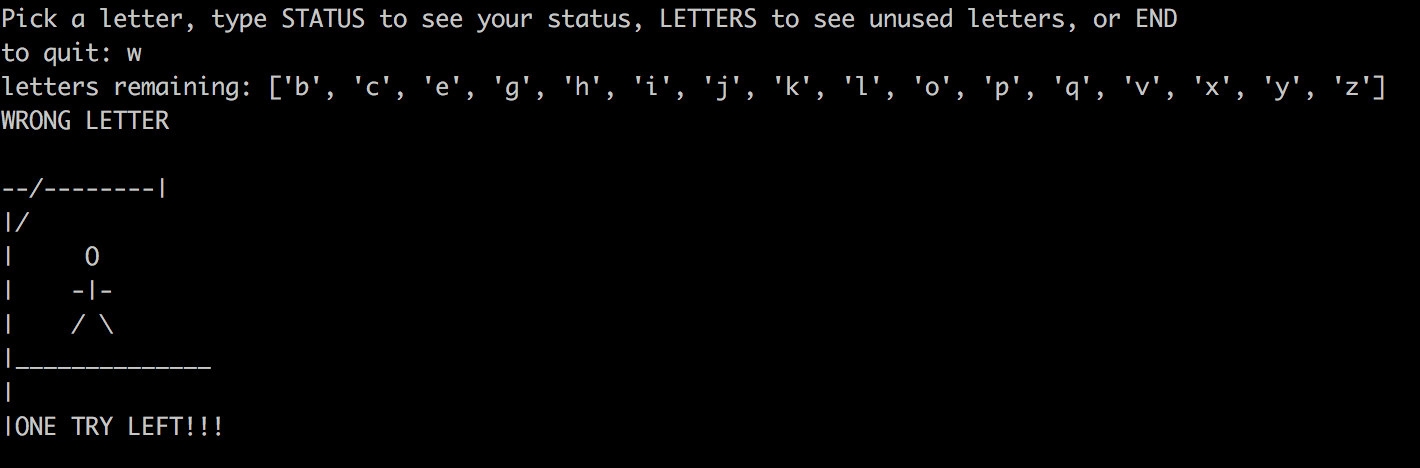 Pick a letter, type STATUS to see your status, LETTERS to see unused letters, or END
to quit: w
letters remaining: ['b', 'c', 'e', 'g', 'h', 'i', 'j', 'k', 'l', 'o', 'p', 'q', 'v', 'x', 'y', 'z']
WRONG LETTER

--/--------|
|/
|     O
|    -|-
|    / \
|______________
|
|ONE TRY LEFT!!!